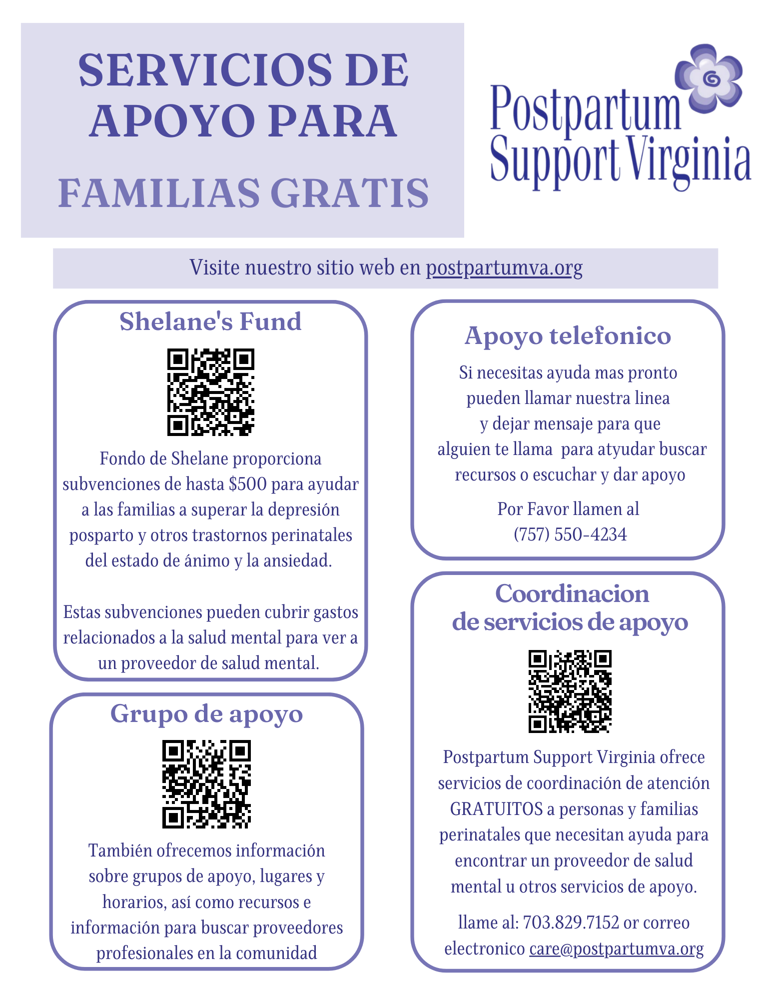 SERVICIOS DE
APOYO PARA
FAMILIAS GRATIS
Postpartum
Support Virginia
Visite nuestro sitio web en postpartumva.org
Shelane's Fund
Fondo de Shelane proporciona
subvenciones de hasta $500 para ayudar
a las familias a superar la depresión
posparto y otros trastornos perinatales
del estado de ánimo y la ansiedad.
Estas subvenciones pueden cubrir gastos
relacionados a la salud mental para ver a
un proveedor de salud mental.
Grupo de apoyo
También ofrecemos información
sobre grupos de apoyo, lugares y
horarios, así como recursos e
información para buscar proveedores
profesionales en la comunidad
Apoyo telefonico
Si necesitas ayuda mas pronto
pueden llamar nuestra linea
y dejar mensaje para que
alguien te llama  para atyudar buscar
recursos o escuchar y dar apoyo
Por Favor llamen al
(757) 550-4234
Coordinacion
de servicios de apoyo
Postpartum Support Virginia ofrece
servicios de coordinación de atención
GRATUITOS a personas y familias
perinatales que necesitan ayuda para
encontrar un proveedor de salud
mental u otros servicios de apoyo.
llame al: 703.829.7152 or correo
electronico care@postpartumva.org